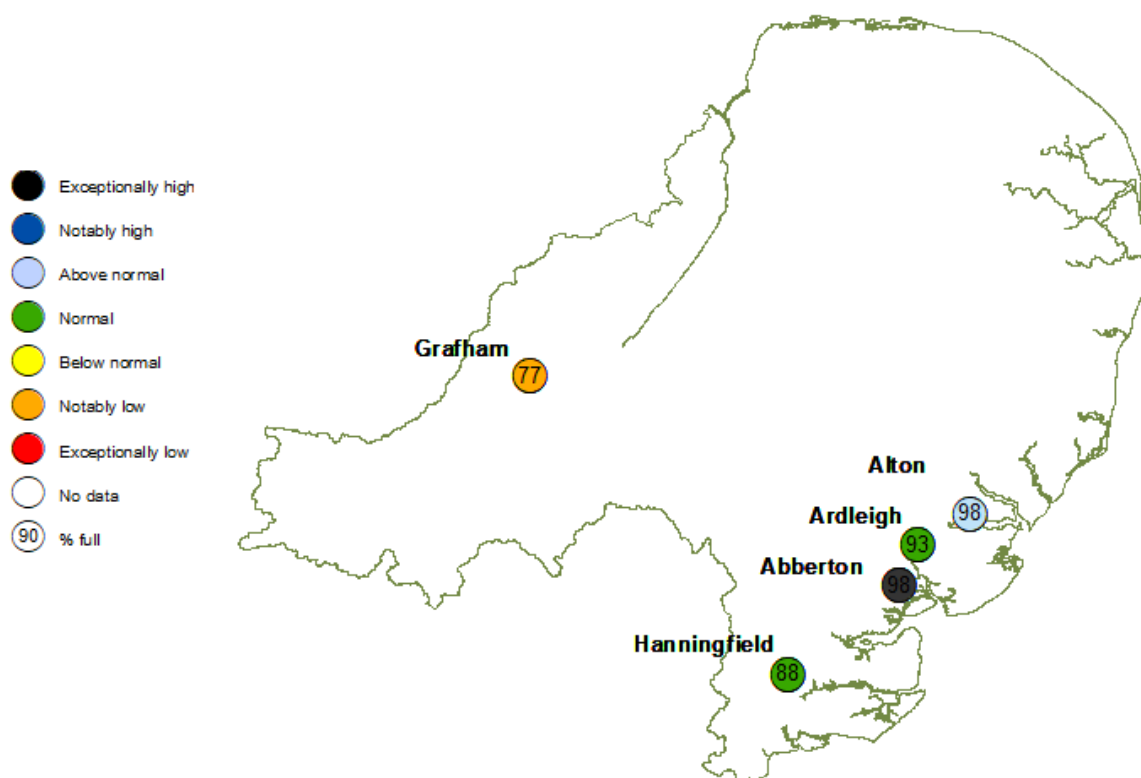 Exceptionally high
Notably high
Above normal
Normal
Below normal
Notably low
Exceptionally low
No data
90 % full
Grafham
77
Alton
98
Ardleigh
93
Abberton
98
Hanningfield
88